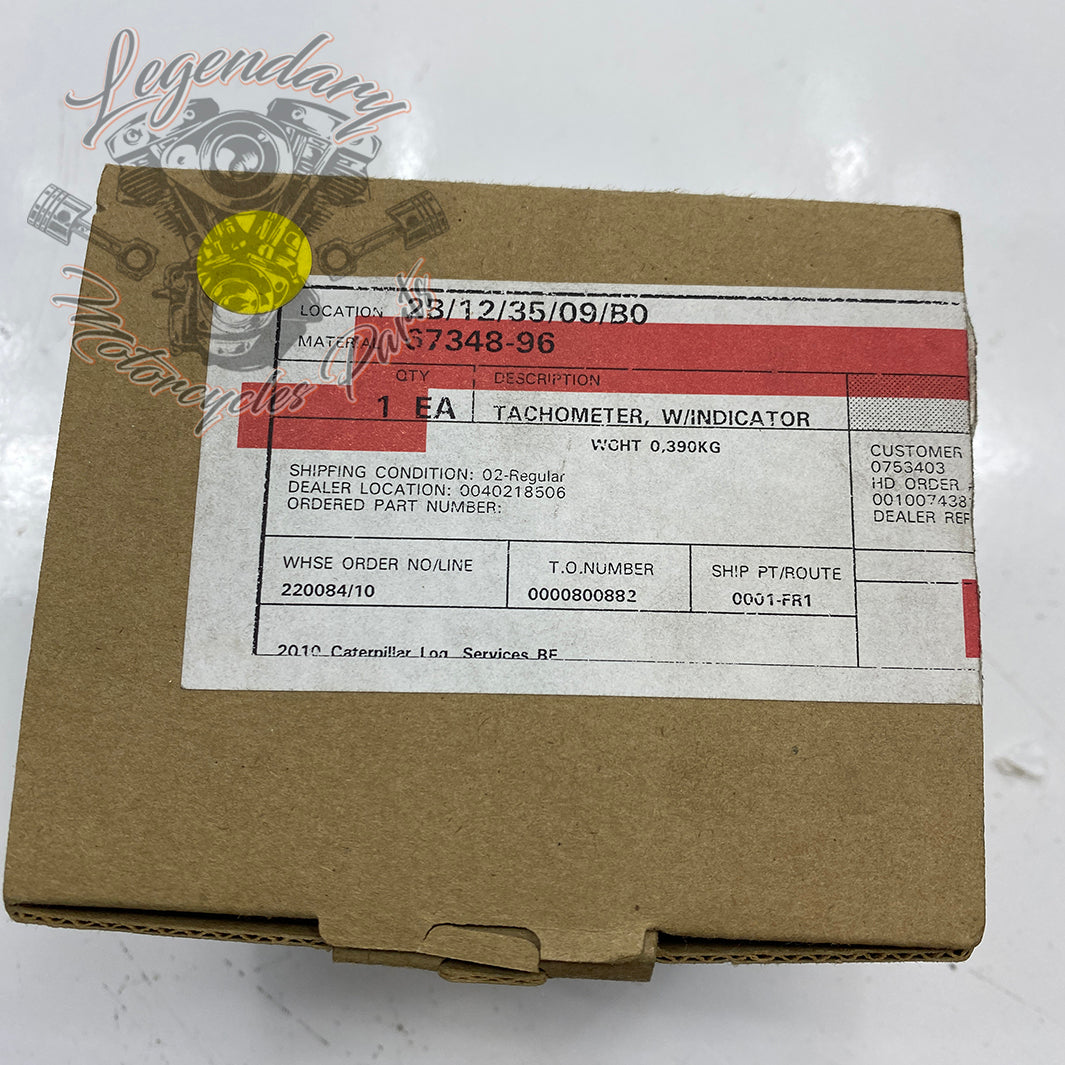 Legendary
Motorcycles Parts
LOCATION 23/12/35/09/B0
MATERIAL 67348-96
QTY DESCRIPTION
1 EA TACHOMETER, W/INDICATOR
WGHT 0,390KG
CUSTOMER
0753403
HD ORDER
001007438
DEALER REF
SHIPPING CONDITION: 02-Regular
DEALER LOCATION: 0040218506
ORDERED PART NUMBER:
WHSE ORDER NO/LINE T.O.NUMBER SHIP PT/ROUTE
220084/10 0000800882 0001-FR1
2010 Caterpillar Log. Services BE